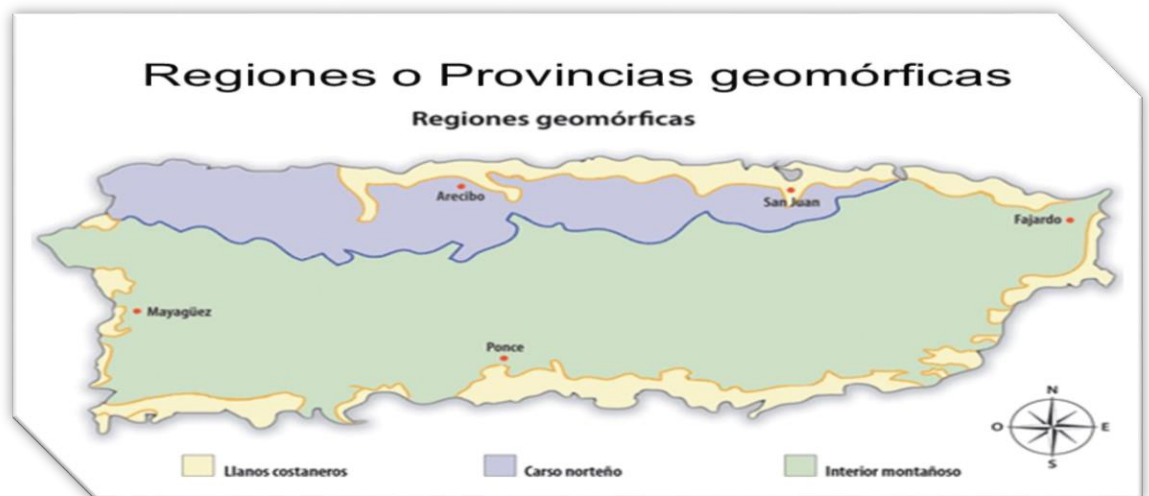 Regiones o Provincias geomórficas
Regiones geomórficas
Arecibo
San Juan
Fajardo
Mayagüez
Ponce
N
O E
S
Llanos costaneros Carso norteño Interior montañoso